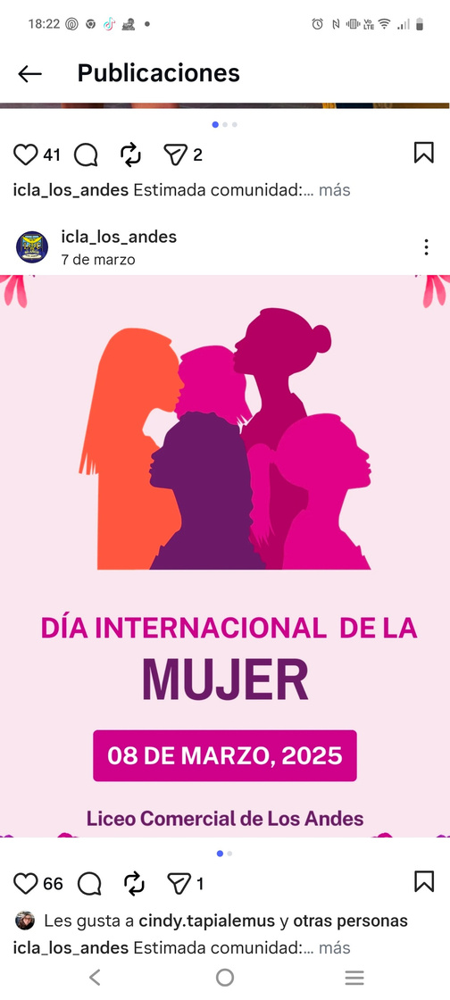 18:22
Vo
LTE
Publicaciones
41 2
icla_los_andes Estimada comunidad:... más
icla_los_andes
7 de marzo
DÍA INTERNACIONAL DE LA
MUJER
08 DE MARZO, 2025
Liceo Comercial de Los Andes
66 1
Les gusta a cindy.tapialemus y otras personas
icla_los_andes Estimada comunidad:... más